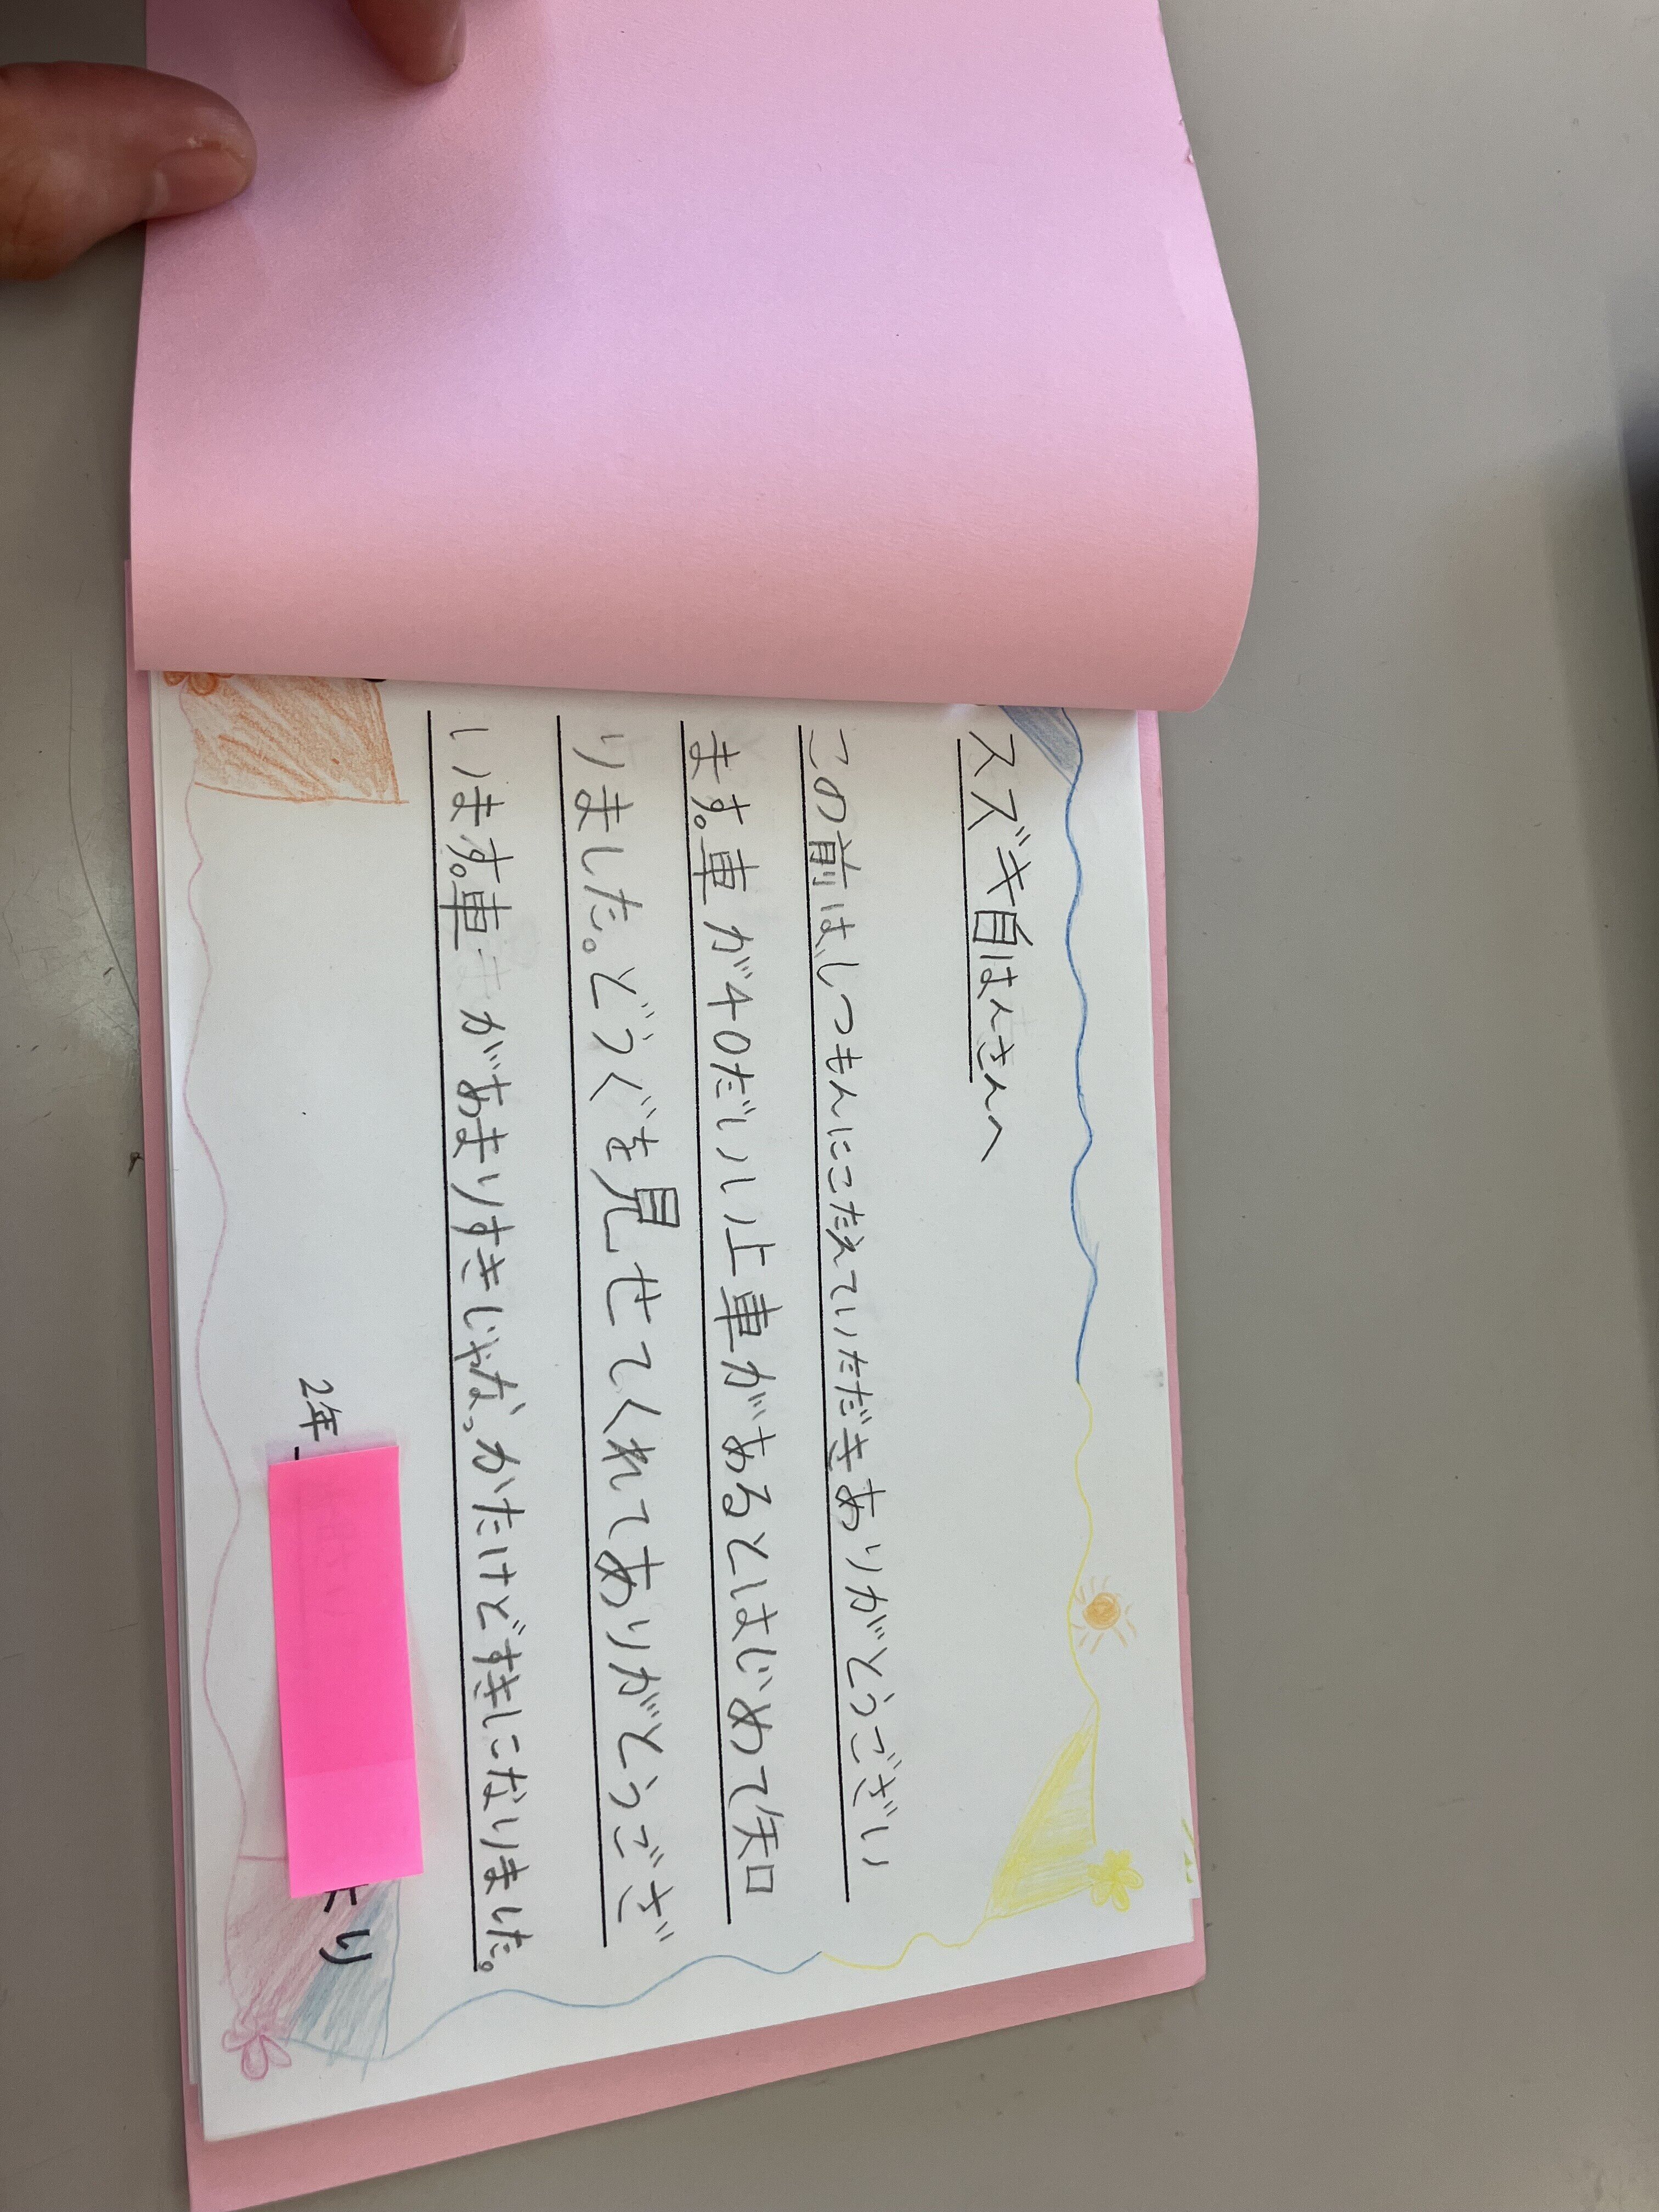 スズキ自はんさんへ
この前は、しつもんにこたえていただきありがとうござい
ます。車が40だいい上車があるとはじめて知
りました。どうぐを見せてくれてありがとうござ
います。車があまりすきじゃなかったけどすきになりました。
2年
より